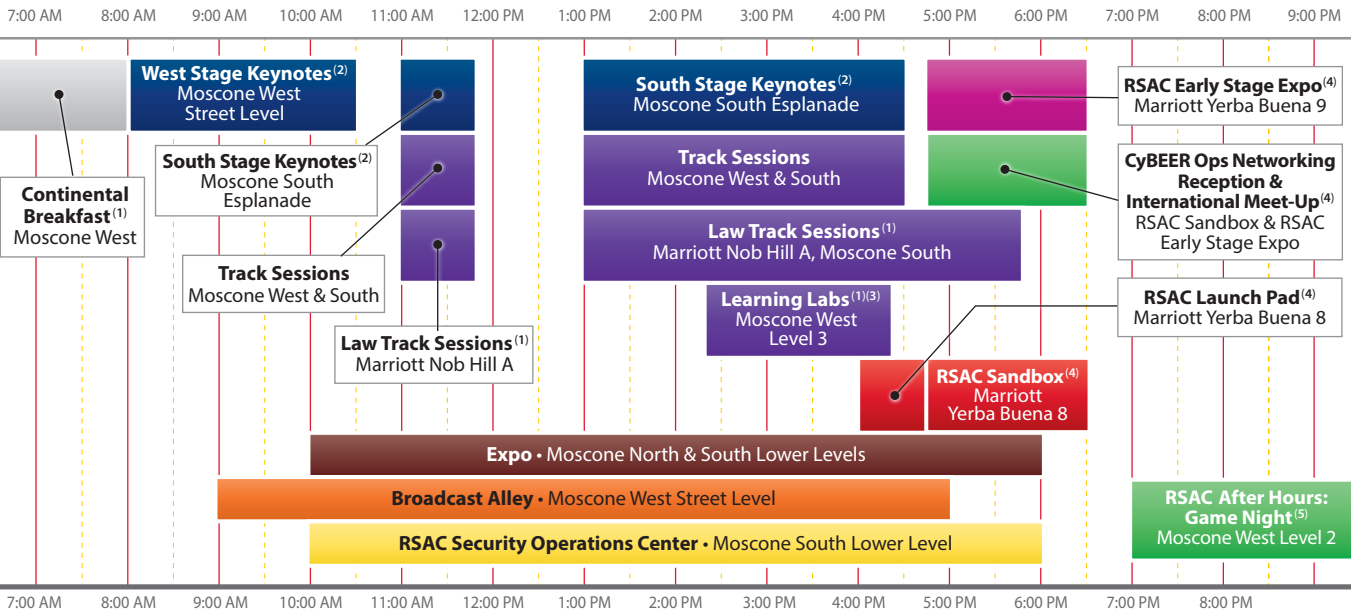 7:00 AM 8:00 AM 9:00 AM 10:00 AM 11:00 AM 12:00 PM 1:00 PM 2:00 PM 3:00 PM 4:00 PM 5:00 PM 6:00 PM 7:00 PM 8:00 PM 9:00 PM
West Stage Keynotes(2)
Moscone West
Street Level
South Stage Keynotes(2)
Moscone South Esplanade
RSAC Early Stage Expo(4)
Marriott Yerba Buena 9
South Stage Keynotes(2)
Moscone South
Esplanade
Track Sessions
Moscone West & South
CyBEER Ops Networking
Reception &
International Meet-Up(4)
RSAC Sandbox & RSAC
Early Stage Expo
Continental
Breakfast(1)
Moscone West
Law Track Sessions(1)
Marriott Nob Hill A, Moscone South
Track Sessions
Moscone West & South
Learning Labs(1)(3)
Moscone West
Level 3
RSAC Launch Pad(4)
Marriott Yerba Buena 8
Law Track Sessions(1)
Marriott Nob Hill A
RSAC Sandbox(4)
Marriott
Yerba Buena 8
Expo • Moscone North & South Lower Levels
Broadcast Alley • Moscone West Street Level
RSAC After Hours:
Game Night(5)
Moscone West Level 2
RSAC Security Operations Center • Moscone South Lower Level
7:00 AM 8:00 AM 9:00 AM 10:00 AM 11:00 AM 12:00 PM 1:00 PM 2:00 PM 3:00 PM 4:00 PM 5:00 PM 6:00 PM 7:00 PM 8:00 PM